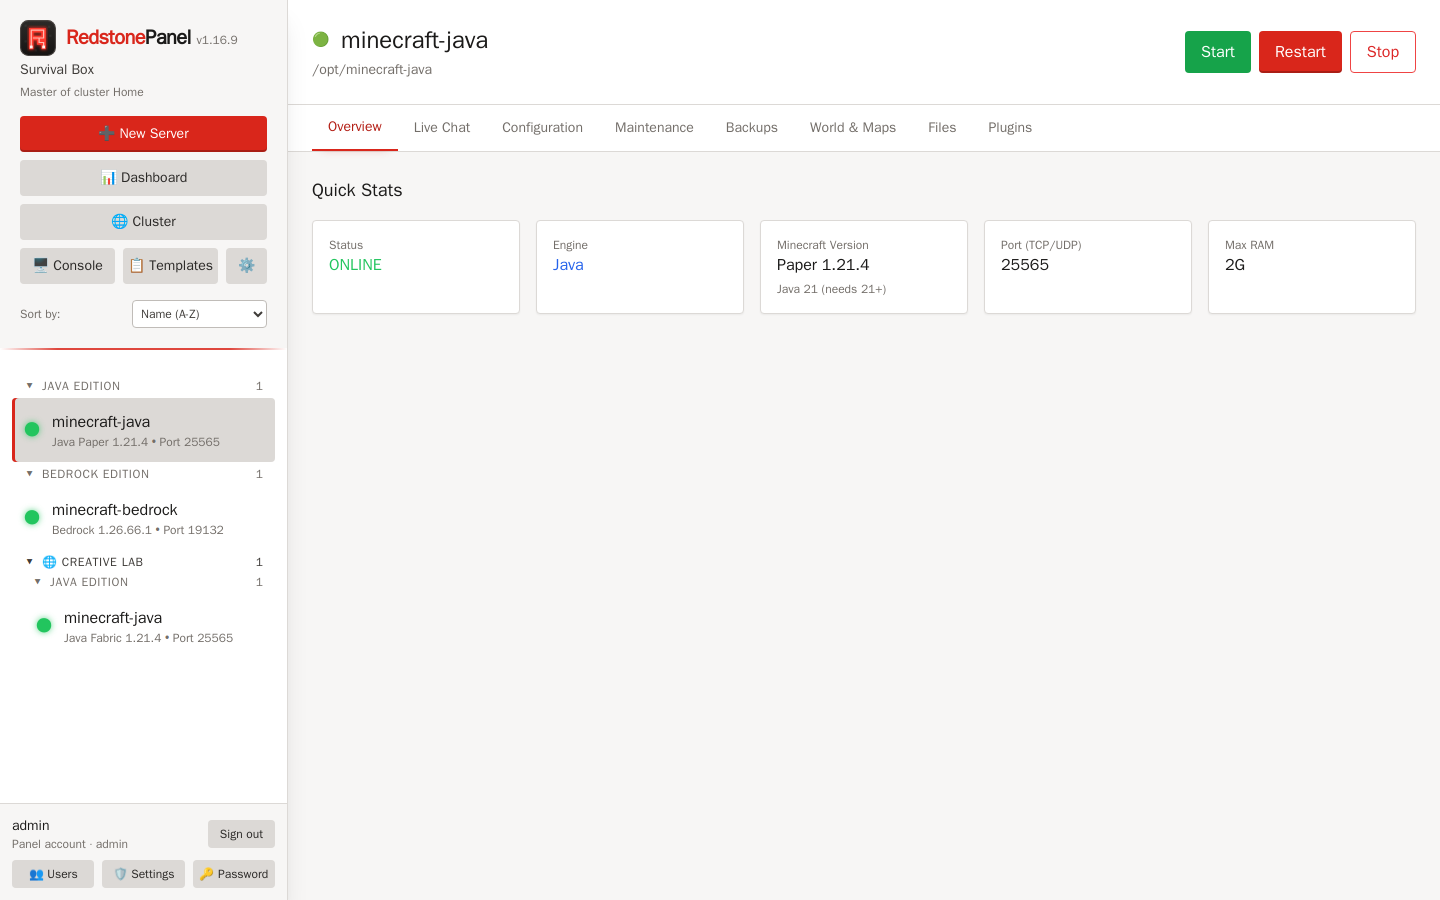 RedstonePanel v1.16.9
Survival Box
Master of cluster Home
➕ New Server
📊 Dashboard
🌐 Cluster
🖥️ Console
📋 Templates
⚙️
Sort by:
Name (A-Z)
▼ JAVA EDITION 1
minecraft-java
Java Paper 1.21.4 • Port 25565
▼ BEDROCK EDITION 1
minecraft-bedrock
Bedrock 1.26.66.1 • Port 19132
▼ 🌐 CREATIVE LAB 1
▼ JAVA EDITION 1
minecraft-java
Java Fabric 1.21.4 • Port 25565
admin
Panel account · admin
Sign out
👥 Users
🛡️ Settings
🔑 Password
minecraft-java
/opt/minecraft-java
Start
Restart
Stop
Overview
Live Chat
Configuration
Maintenance
Backups
World & Maps
Files
Plugins
Quick Stats
Status
ONLINE
Engine
Java
Minecraft Version
Paper 1.21.4
Java 21 (needs 21+)
Port (TCP/UDP)
25565
Max RAM
2G